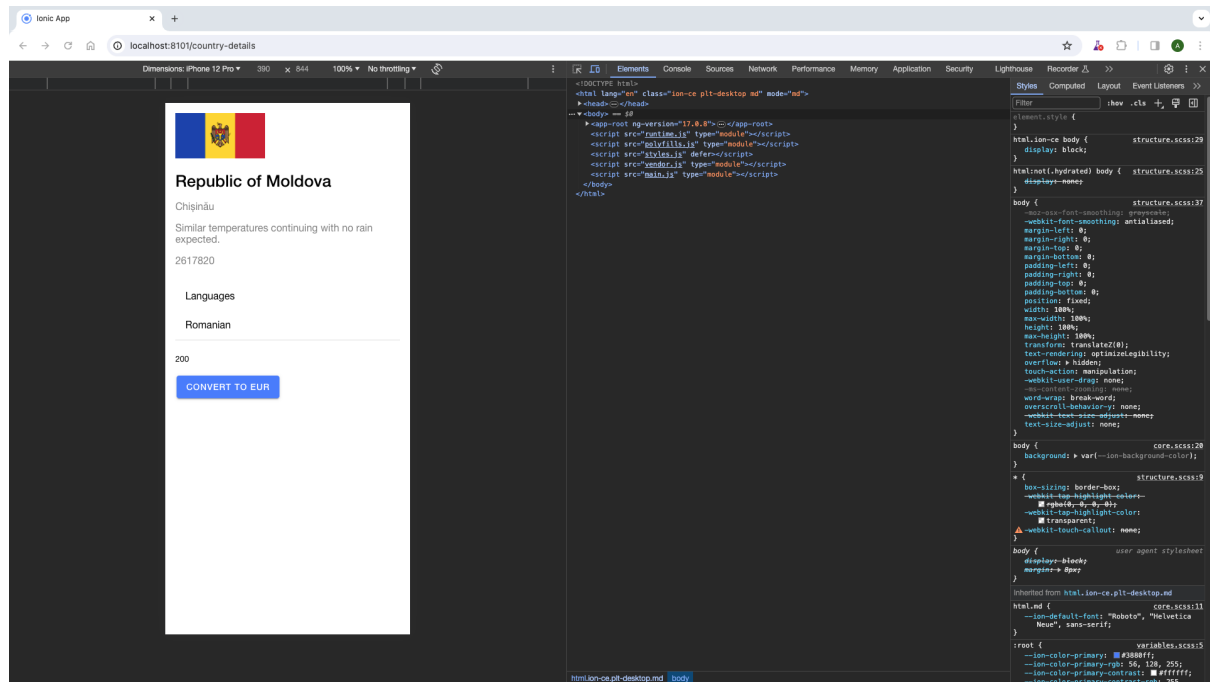 Ionic App
localhost:8101/country-details
A
Dimensions: iPhone 12 Pro ▾ 390 x 844 100% ▾ No throttling ▾
Republic of Moldova
Chișinău
Similar temperatures continuing with no rain
expected.
2617820
Languages
Romanian
200
CONVERT TO EUR
Elements Console Sources Network Performance Memory Application Security Lighthouse Recorder >>
<!DOCTYPE html>
<html lang="en" class="ion-ce plt-desktop md" mode="md">
▶<head>…</head>
… ▼<body> == $0
▶<app-root ng-version="17.0.8">…</app-root>
<script src="runtime.js" type="module"></script>
<script src="polyfills.js" type="module"></script>
<script src="styles.js" defer></script>
<script src="vendor.js" type="module"></script>
<script src="main.js" type="module"></script>
</body>
</html>
html.ion-ce.plt-desktop.md body
Styles Computed Layout Event Listeners >>
Filter :hov .cls +
element.style {
}
html.ion-ce body { structure.scss:29
display: block;
}
html:not(.hydrated) body { structure.scss:25
display: none;
}
body { structure.scss:37
-moz-osx-font-smoothing: grayscale;
-webkit-font-smoothing: antialiased;
margin-left: 0;
margin-right: 0;
margin-top: 0;
margin-bottom: 0;
padding-left: 0;
padding-right: 0;
padding-top: 0;
padding-bottom: 0;
position: fixed;
width: 100%;
max-width: 100%;
height: 100%;
max-height: 100%;
transform: translateZ(0);
text-rendering: optimizeLegibility;
overflow: ▶ hidden;
touch-action: manipulation;
-webkit-user-drag: none;
-ms-content-zooming: none;
word-wrap: break-word;
overscroll-behavior-y: none;
-webkit-text-size-adjust: none;
text-size-adjust: none;
}
body { core.scss:20
background: ▶ var(--ion-background-color);
}
* { structure.scss:9
box-sizing: border-box;
-webkit-tap-highlight-color:
rgba(0, 0, 0, 0);
-webkit-tap-highlight-color:
transparent;
-webkit-touch-callout: none;
}
body { user agent stylesheet
display: block;
margin: ▶ 8px;
}
Inherited from html.ion-ce.plt-desktop.md
html.md { core.scss:11
--ion-default-font: "Roboto", "Helvetica
Neue", sans-serif;
}
:root { variables.scss:5
--ion-color-primary: #3880ff;
--ion-color-primary-rgb: 56, 128, 255;
--ion-color-primary-contrast: #ffffff;